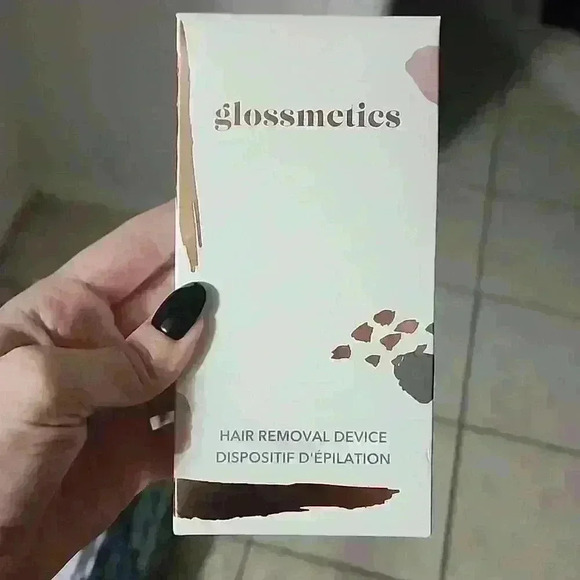 glossmetics
HAIR REMOVAL DEVICE
DISPOSITIF D'ÉPILATION